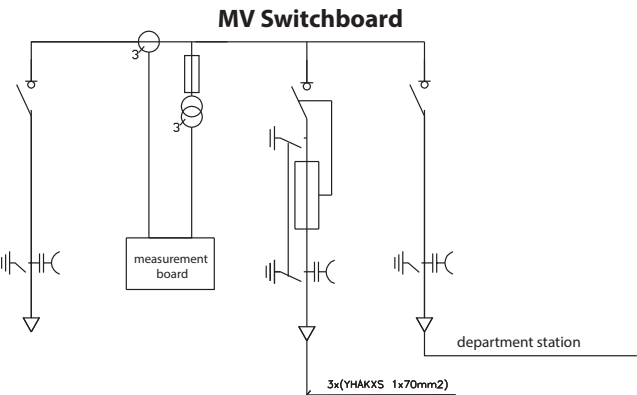 MV Switchboard
3
3
measurement
board
department station
3x(YHAKXS 1x70mm2)